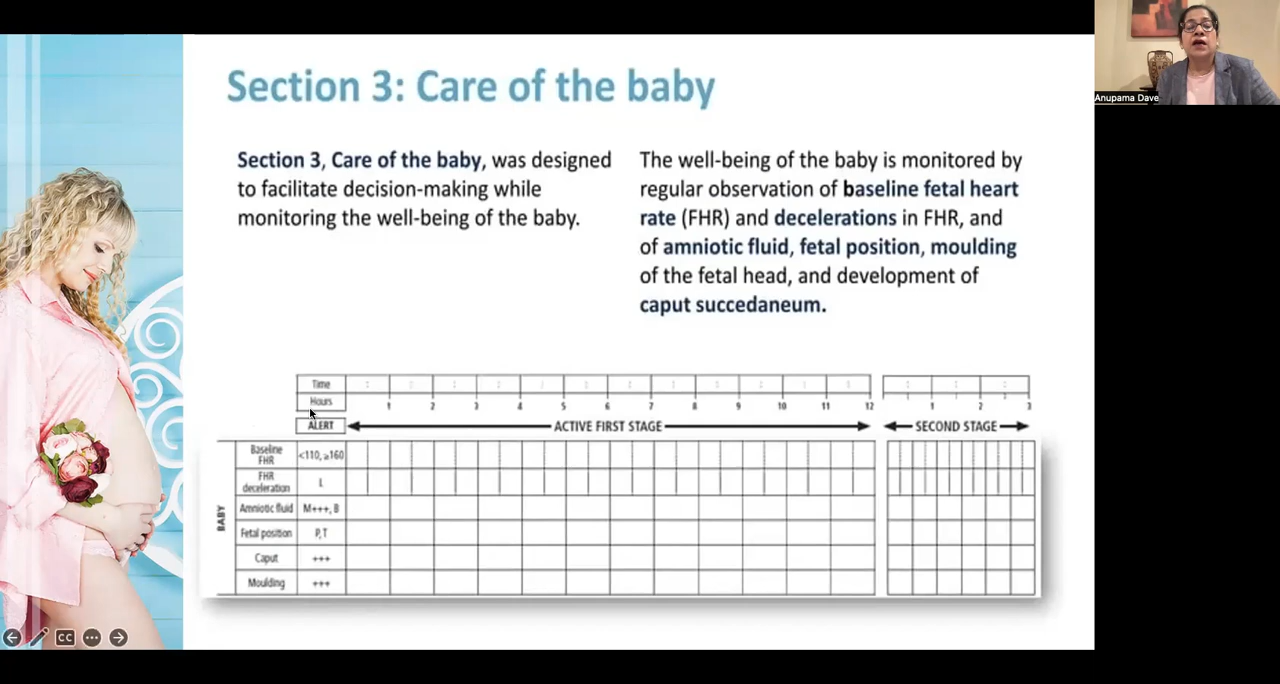 Section 3: Care of the baby
Section 3, Care of the baby, was designed
to facilitate decision-making while
monitoring the well-being of the baby.
The well-being of the baby is monitored by
regular observation of baseline fetal heart
rate (FHR) and decelerations in FHR, and
of amniotic fluid, fetal position, moulding
of the fetal head, and development of
caput succedaneum.
Time : : : : : : : : : : : : : : :
Hours 1 2 3 4 5 6 7 8 9 10 11 12 1 2 3
ALERT ACTIVE FIRST STAGE SECOND STAGE
BABY
Baseline
FHR <110, ≥160
FHR
deceleration L
Amniotic fluid M+++, B
Fetal position P,T
Caput +++
Moulding +++
Anupama Dave
CC